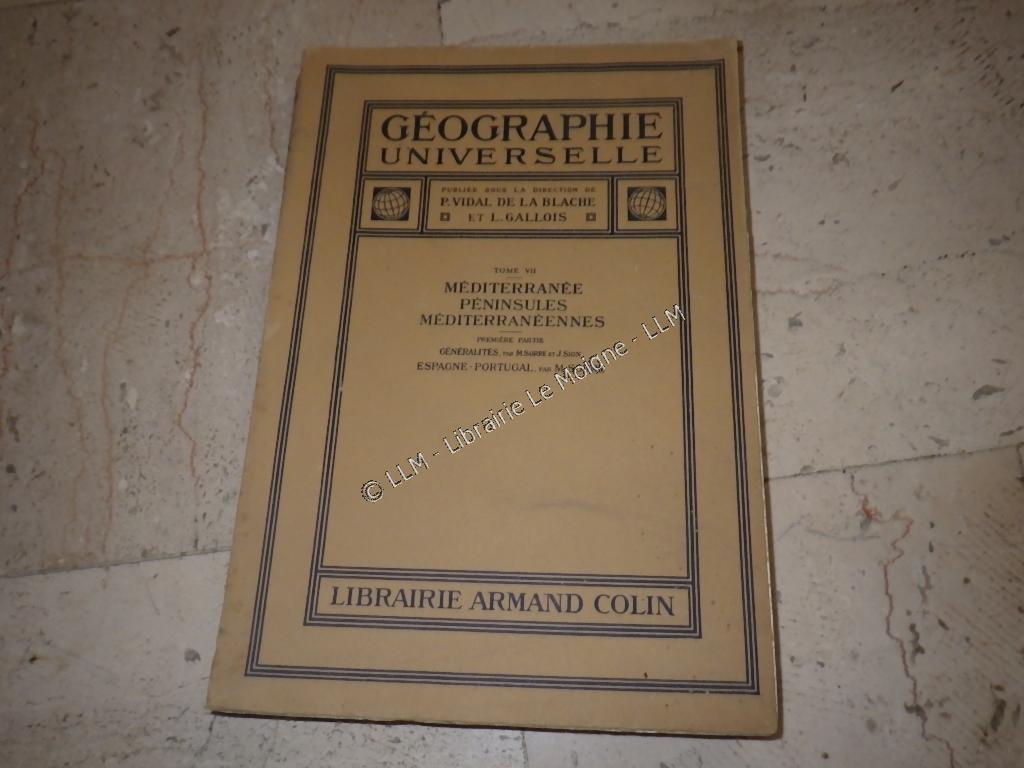 GÉOGRAPHIE
UNIVERSELLE
PUBLIÉE SOUS LA DIRECTION DE
P. VIDAL DE LA BLACHE
ET L. GALLOIS
TOME VII
MÉDITERRANÉE
PÉNINSULES
MÉDITERRANÉENNES
PREMIÈRE PARTIE
GÉNÉRALITÉS, PAR M. SORRE ET J. SION
ESPAGNE - PORTUGAL, PAR
© LLM - Librairie Le Moigne - LLM
LIBRAIRIE ARMAND COLIN